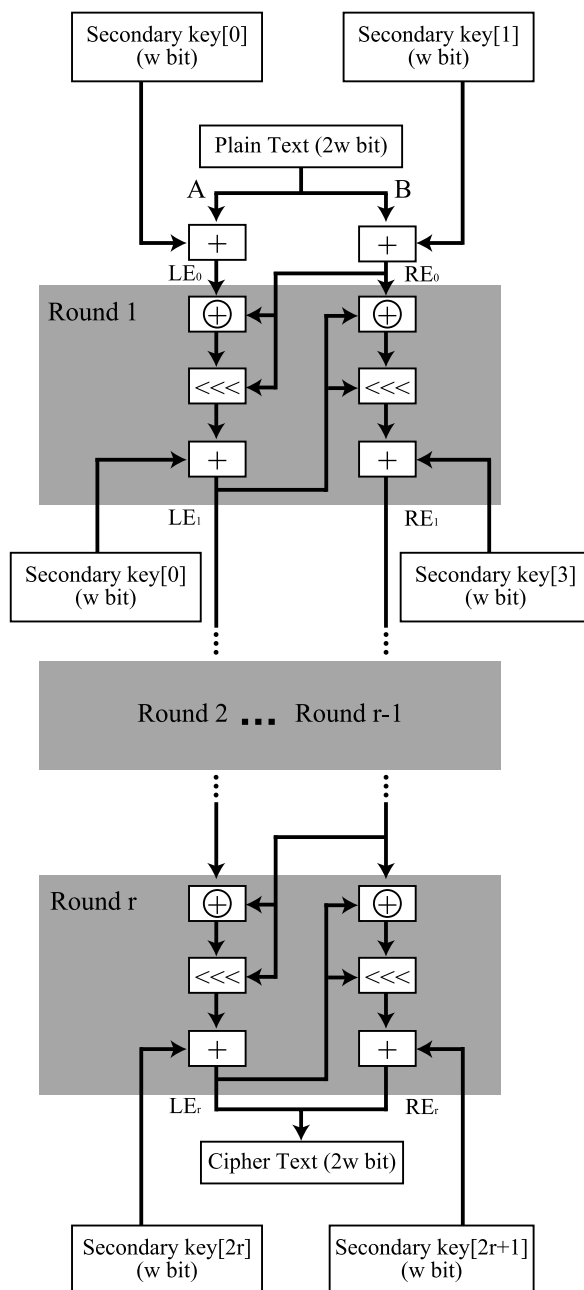 Secondary key[0]
(w bit)
Secondary key[1]
(w bit)
Plain Text (2w bit)
A
B
+
+
LE₀
RE₀
Round 1
+
+
<<<
<<<
+
+
LE₁
RE₁
Secondary key[0]
(w bit)
Secondary key[3]
(w bit)
Round 2 ... Round r-1
Round r
+
+
<<<
<<<
+
+
LEᵣ
REᵣ
Cipher Text (2w bit)
Secondary key[2r]
(w bit)
Secondary key[2r+1]
(w bit)